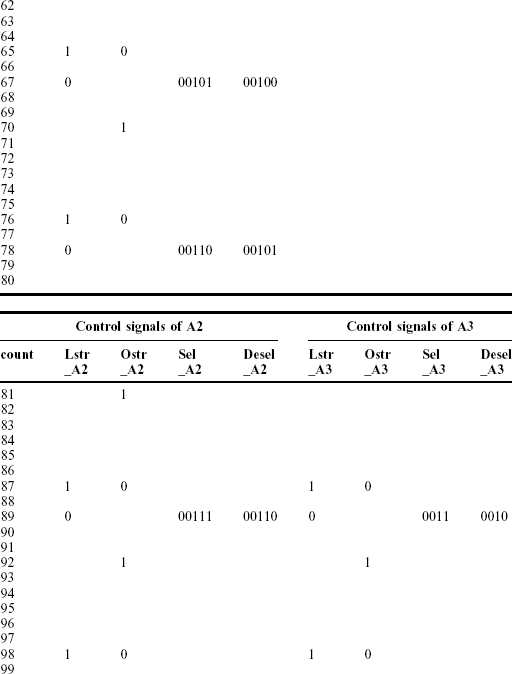 62
63
64
65 1 0
66
67 0 00101 00100
68
69
70 1
71
72
73
74
75
76 1 0
77
78 0 00110 00101
79
80
Control signals of A2 Control signals of A3
count Lstr Ostr Sel Desel Lstr Ostr Sel Desel
_A2 _A2 _A2 _A2 _A3 _A3 _A3 _A3
81 1
82
83
84
85
86
87 1 0 1 0
88
89 0 00111 00110 0 0011 0010
90
91
92 1 1
93
94
95
96
97
98 1 0 1 0
99